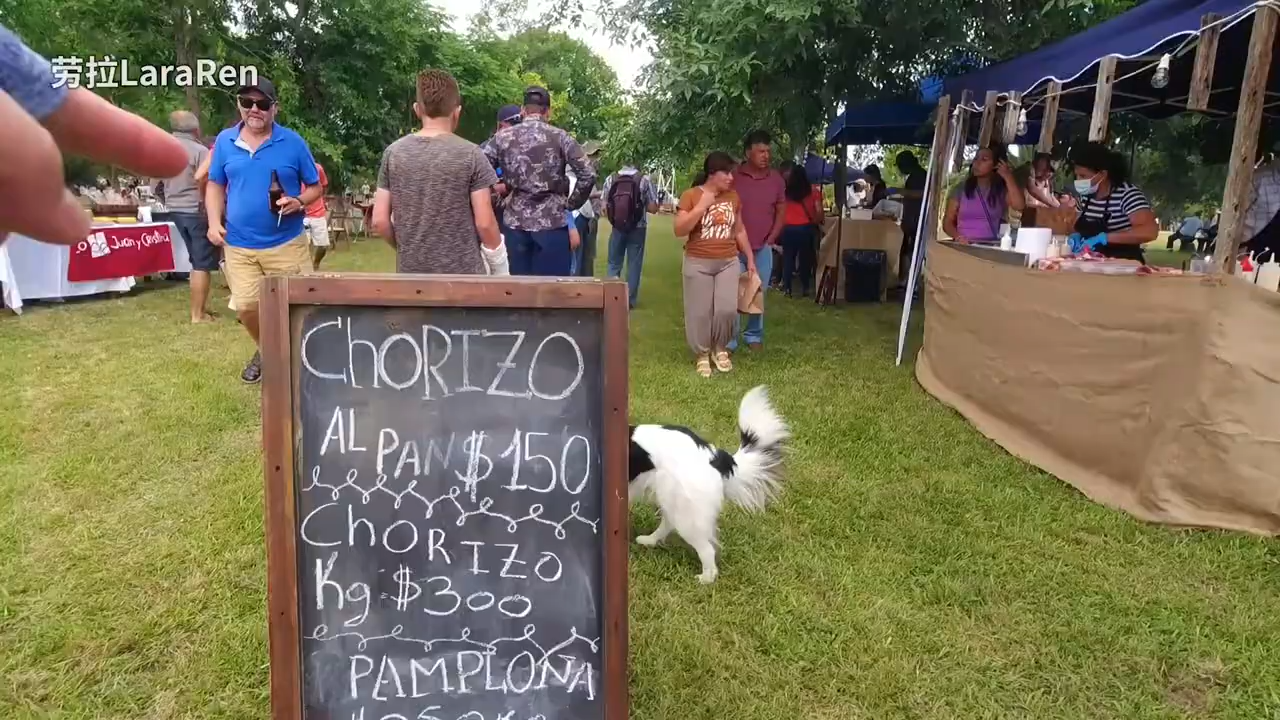 劳拉LaraRen
Juan y Cristina
CHORIZO
AL PAN $150
CHORIZO
Kg $300
PAMPLONA